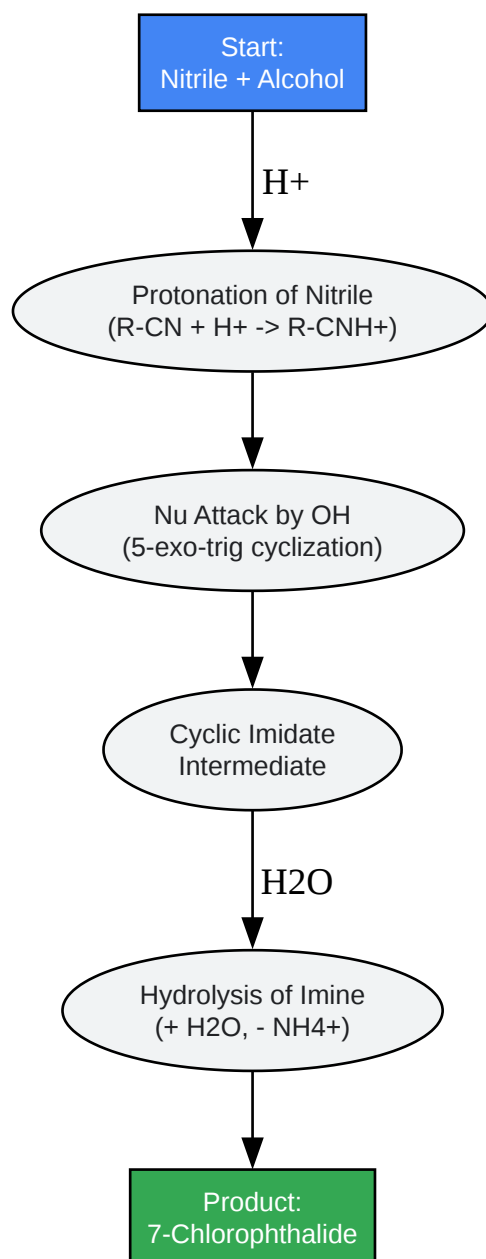 Start:
Nitrile + Alcohol
H+
Protonation of Nitrile
(R-CN + H+ -> R-CNH+)
Nu Attack by OH
(5-exo-trig cyclization)
Cyclic Imidate
Intermediate
H2O
Hydrolysis of Imine
(+ H2O, - NH4+)
Product:
7-Chlorophthalide